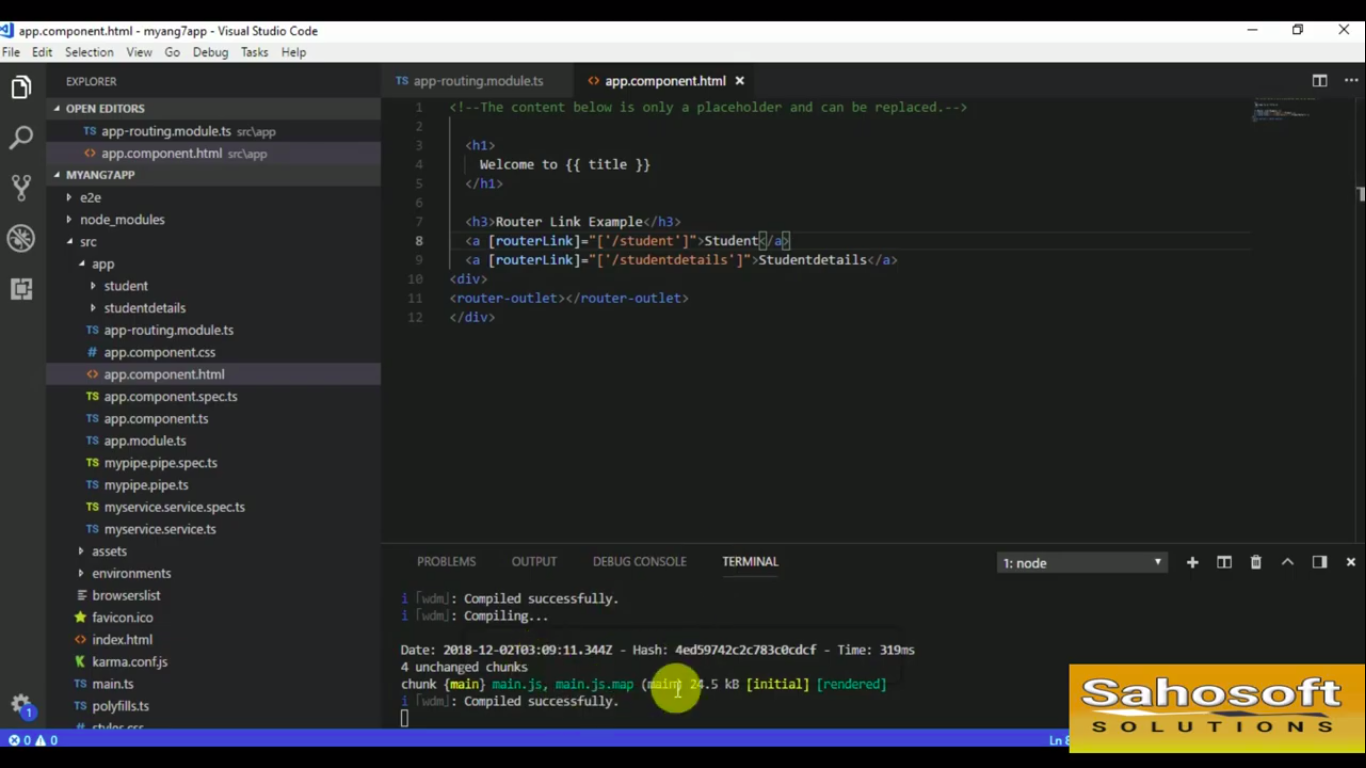 app.component.html - myang7app - Visual Studio Code
File Edit Selection View Go Debug Tasks Help
EXPLORER
OPEN EDITORS
TS app-routing.module.ts src\app
<> app.component.html src\app
MYANG7APP
e2e
node_modules
src
app
student
studentdetails
TS app-routing.module.ts
# app.component.css
<> app.component.html
TS app.component.spec.ts
TS app.component.ts
TS app.module.ts
TS mypipe.pipe.spec.ts
TS mypipe.pipe.ts
TS myservice.service.spec.ts
TS myservice.service.ts
assets
environments
browserslist
favicon.ico
<> index.html
karma.conf.js
TS main.ts
TS polyfills.ts
styles.css
1
0 0
TS app-routing.module.ts <> app.component.html ×
1 <!--The content below is only a placeholder and can be replaced.-->
2
3 <h1>
4 Welcome to {{ title }}
5 </h1>
6
7 <h3>Router Link Example</h3>
8 <a [routerLink]="['/student']">Student</a>
9 <a [routerLink]="['/studentdetails']">Studentdetails</a>
10 <div>
11 <router-outlet></router-outlet>
12 </div>
PROBLEMS OUTPUT DEBUG CONSOLE TERMINAL 1: node
i ｢wdm｣: Compiled successfully.
i ｢wdm｣: Compiling...
Date: 2018-12-02T03:09:11.344Z - Hash: 4ed59742c2c783c0cdcf - Time: 319ms
4 unchanged chunks
chunk {main} main.js, main.js.map (main) 24.5 kB [initial] [rendered]
i ｢wdm｣: Compiled successfully.
Ln 8
Sahosoft
SOLUTIONS